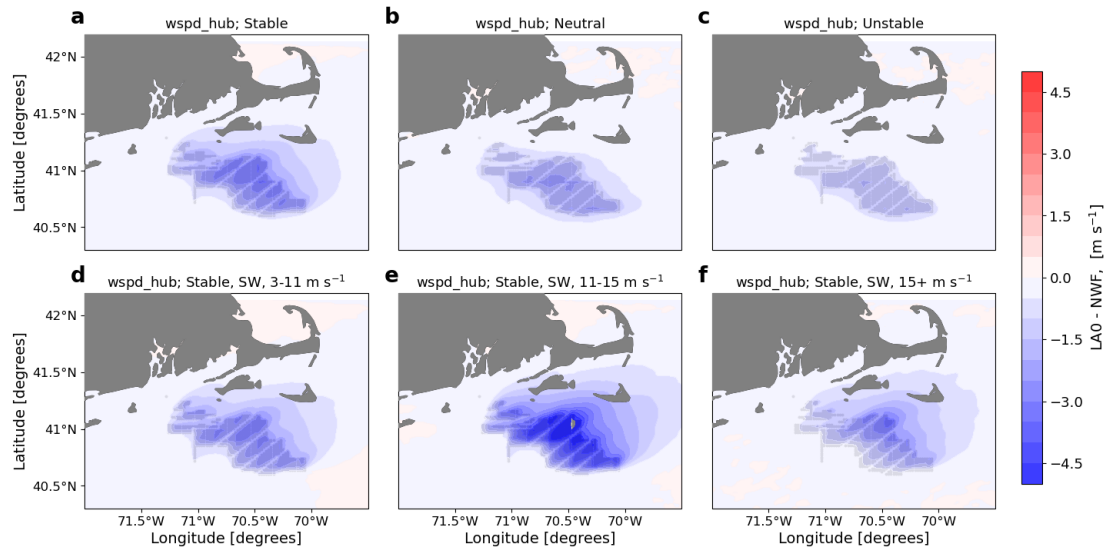 a wspd_hub; Stable
b wspd_hub; Neutral
c wspd_hub; Unstable
Latitude [degrees]
42°N
41.5°N
41°N
40.5°N
d wspd_hub; Stable, SW, 3-11 m s⁻¹
e wspd_hub; Stable, SW, 11-15 m s⁻¹
f wspd_hub; Stable, SW, 15+ m s⁻¹
Latitude [degrees]
42°N
41.5°N
41°N
40.5°N
71.5°W 71°W 70.5°W 70°W
71.5°W 71°W 70.5°W 70°W
71.5°W 71°W 70.5°W 70°W
Longitude [degrees]
Longitude [degrees]
Longitude [degrees]
4.5
3.0
1.5
0.0
−1.5
−3.0
−4.5
LA0 - NWF, [m s⁻¹]